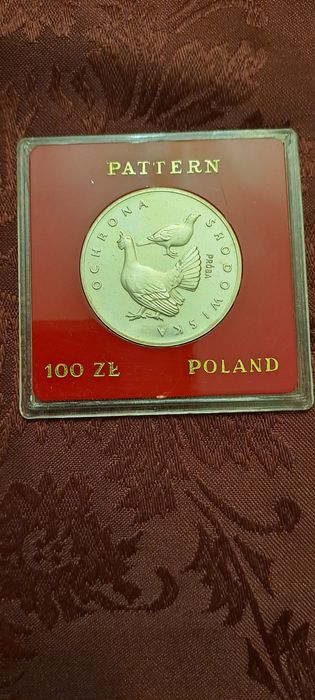 PATTERN
OCHRONA ŚRODOWISKA
PRÓBA
100 ZŁ POLAND